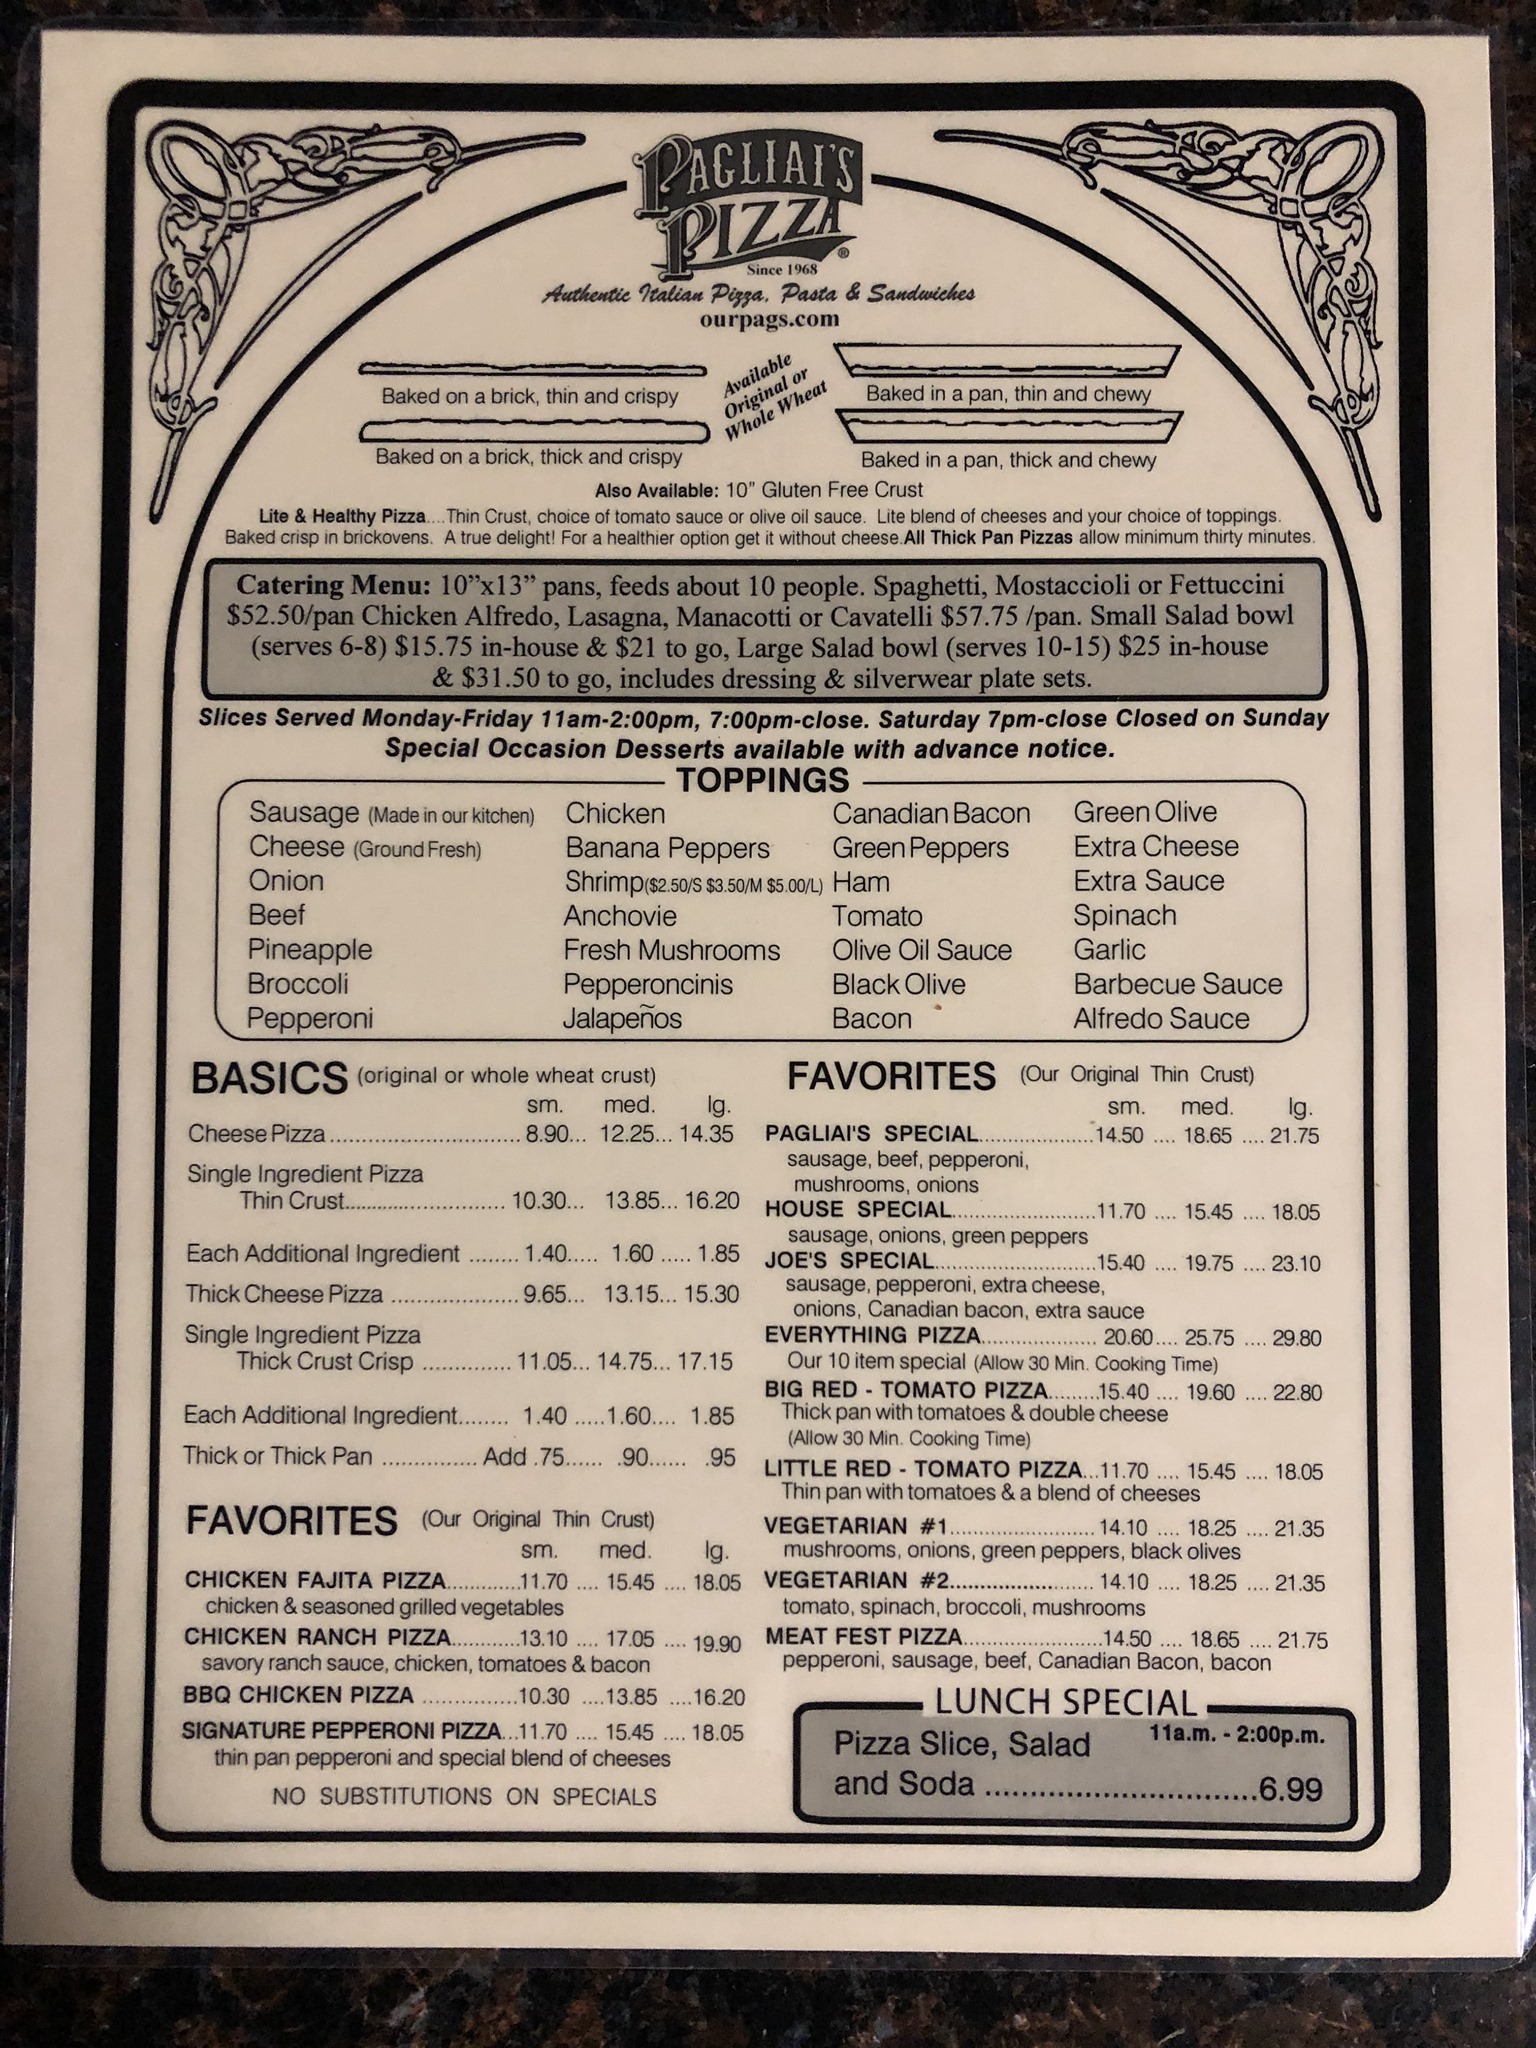 PAGLIAI'S
PIZZA®
Since 1968
Authentic Italian Pizza, Pasta & Sandwiches
ourpags.com
Baked on a brick, thin and crispy
Baked on a brick, thick and crispy
Available
Original or
Whole Wheat
Baked in a pan, thin and chewy
Baked in a pan, thick and chewy
Also Available: 10" Gluten Free Crust
Lite & Healthy Pizza....Thin Crust, choice of tomato sauce or olive oil sauce. Lite blend of cheeses and your choice of toppings.
Baked crisp in brickovens. A true delight! For a healthier option get it without cheese.All Thick Pan Pizzas allow minimum thirty minutes.
Catering Menu: 10”x13” pans, feeds about 10 people. Spaghetti, Mostaccioli or Fettuccini
$52.50/pan Chicken Alfredo, Lasagna, Manacotti or Cavatelli $57.75 /pan. Small Salad bowl
(serves 6-8) $15.75 in-house & $21 to go, Large Salad bowl (serves 10-15) $25 in-house
& $31.50 to go, includes dressing & silverwear plate sets.
Slices Served Monday-Friday 11am-2:00pm, 7:00pm-close. Saturday 7pm-close Closed on Sunday
Special Occasion Desserts available with advance notice.
TOPPINGS
Sausage (Made in our kitchen) Chicken Canadian Bacon Green Olive
Cheese (Ground Fresh) Banana Peppers Green Peppers Extra Cheese
Onion Shrimp($2.50/S $3.50/M $5.00/L) Ham Extra Sauce
Beef Anchovie Tomato Spinach
Pineapple Fresh Mushrooms Olive Oil Sauce Garlic
Broccoli Pepperoncinis Black Olive Barbecue Sauce
Pepperoni Jalapeños Bacon Alfredo Sauce
BASICS (original or whole wheat crust)
sm. med. lg.
Cheese Pizza ............................ 8.90... 12.25... 14.35
Single Ingredient Pizza
Thin Crust........................ 10.30... 13.85... 16.20
Each Additional Ingredient ........ 1.40..... 1.60 ..... 1.85
Thick Cheese Pizza ................... 9.65... 13.15... 15.30
Single Ingredient Pizza
Thick Crust Crisp ............. 11.05... 14.75... 17.15
Each Additional Ingredient........ 1.40 .....1.60.... 1.85
Thick or Thick Pan ............... Add .75...... .90...... .95
FAVORITES (Our Original Thin Crust)
sm. med. lg.
CHICKEN FAJITA PIZZA............11.70 .... 15.45 .... 18.05
chicken & seasoned grilled vegetables
CHICKEN RANCH PIZZA...........13.10 .... 17.05 .... 19.90
savory ranch sauce, chicken, tomatoes & bacon
BBQ CHICKEN PIZZA ...............10.30 ....13.85 ....16.20
SIGNATURE PEPPERONI PIZZA...11.70 .... 15.45 .... 18.05
thin pan pepperoni and special blend of cheeses
NO SUBSTITUTIONS ON SPECIALS
FAVORITES (Our Original Thin Crust)
sm. med. lg.
PAGLIAI'S SPECIAL..................14.50 .... 18.65 .... 21.75
sausage, beef, pepperoni,
mushrooms, onions
HOUSE SPECIAL......................11.70 .... 15.45 .... 18.05
sausage, onions, green peppers
JOE'S SPECIAL.........................15.40 .... 19.75 .... 23.10
sausage, pepperoni, extra cheese,
onions, Canadian bacon, extra sauce
EVERYTHING PIZZA.................. 20.60.... 25.75 .... 29.80
Our 10 item special (Allow 30 Min. Cooking Time)
BIG RED - TOMATO PIZZA........15.40 .... 19.60 .... 22.80
Thick pan with tomatoes & double cheese
(Allow 30 Min. Cooking Time)
LITTLE RED - TOMATO PIZZA...11.70 .... 15.45 .... 18.05
Thin pan with tomatoes & a blend of cheeses
VEGETARIAN #1....................... 14.10 .... 18.25 .... 21.35
mushrooms, onions, green peppers, black olives
VEGETARIAN #2....................... 14.10 .... 18.25 .... 21.35
tomato, spinach, broccoli, mushrooms
MEAT FEST PIZZA......................14.50 .... 18.65 .... 21.75
pepperoni, sausage, beef, Canadian Bacon, bacon
LUNCH SPECIAL
Pizza Slice, Salad 11a.m. - 2:00p.m.
and Soda ...............................6.99